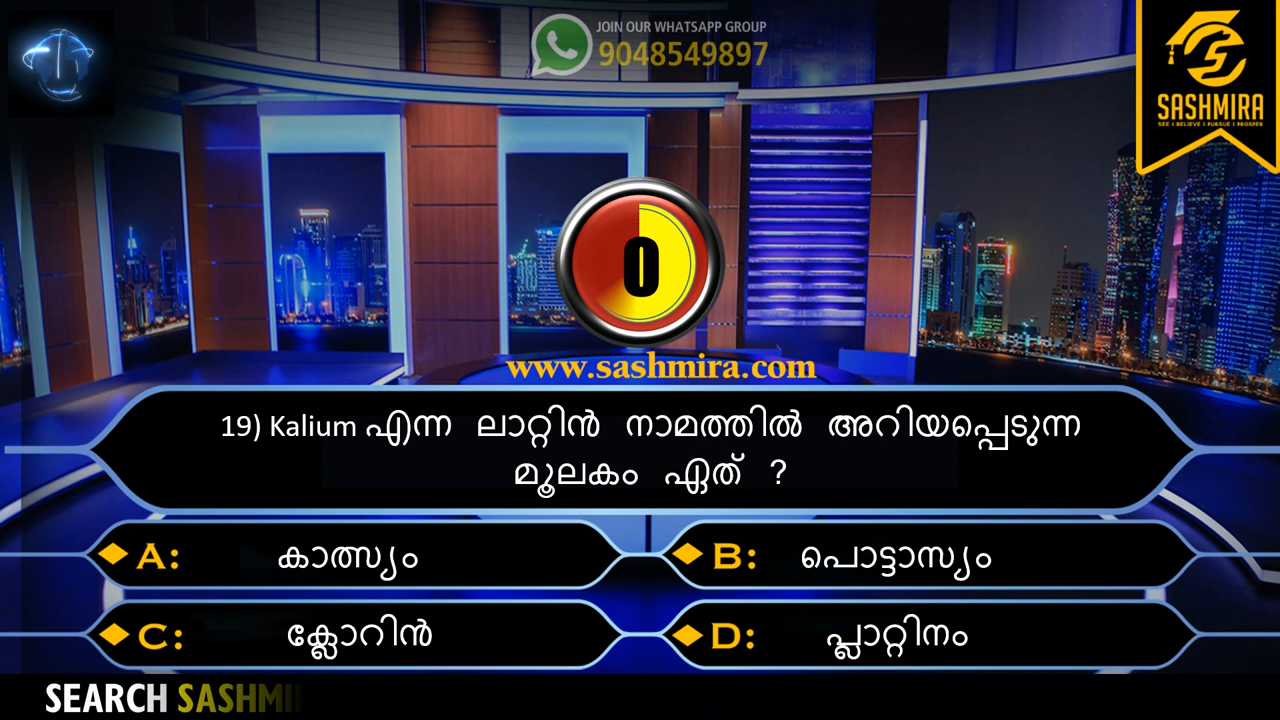 JOIN OUR WHATSAPP GROUP
9048549897
SASHMIRA
SEE | BELIEVE | PURSUE | PROSPER
0
www.sashmira.com
19) Kalium എന്ന ലാറ്റിൻ നാമത്തിൽ അറിയപ്പെടുന്ന
മൂലകം ഏത് ?
A: കാത്സ്യം
B: പൊട്ടാസ്യം
C: ക്ലോറിൻ
D: പ്ലാറ്റിനം
SEARCH SASHMI